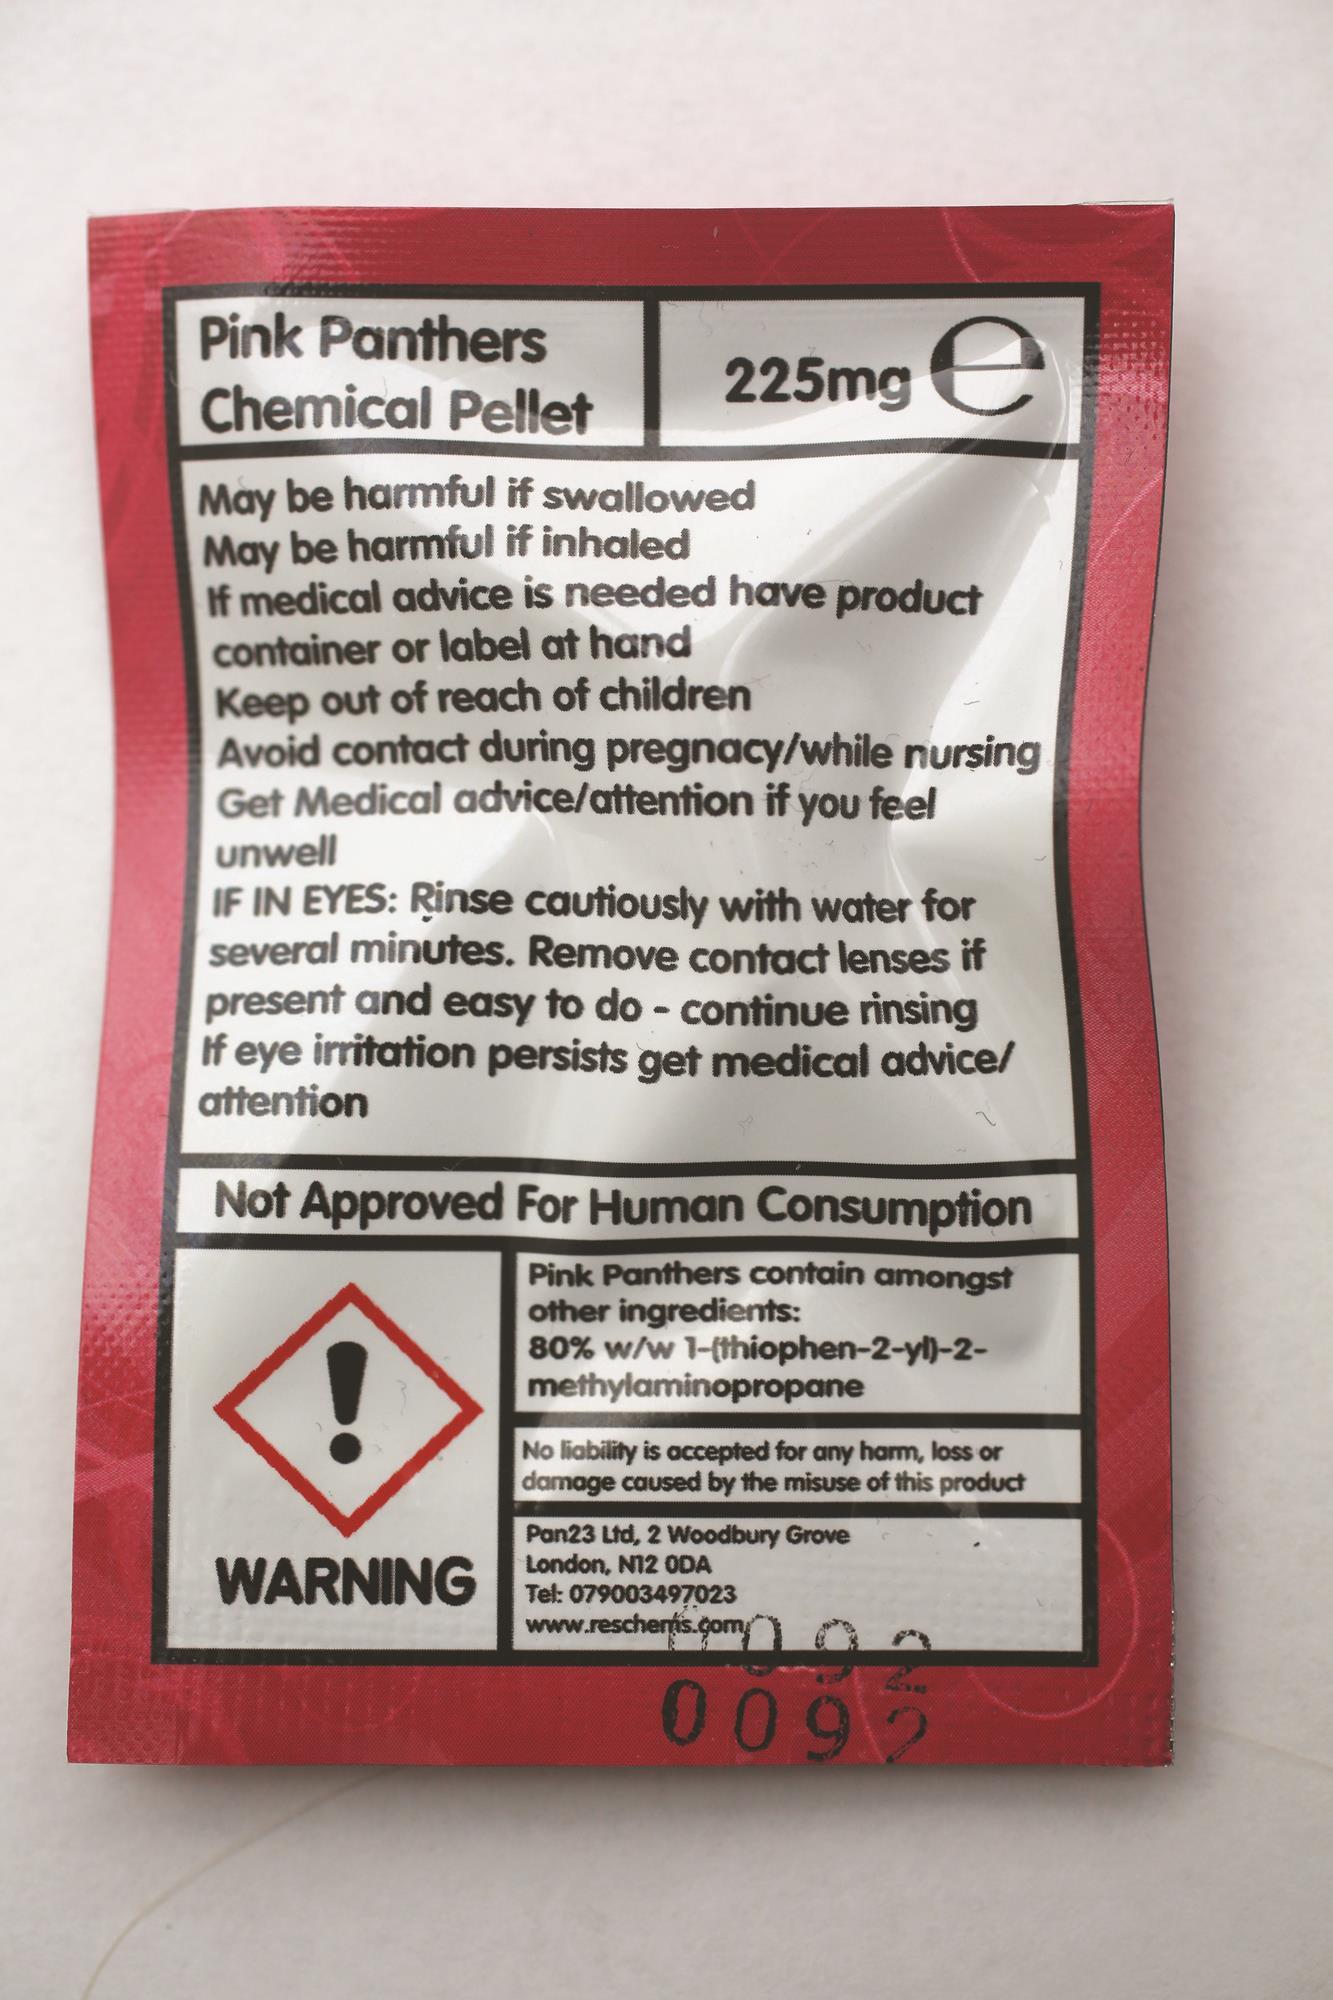 Pink Panthers
Chemical Pellet
225mg e
May be harmful if swallowed
May be harmful if inhaled
If medical advice is needed have product
container or label at hand
Keep out of reach of children
Avoid contact during pregnacy/while nursing
Get Medical advice/attention if you feel
unwell
IF IN EYES: Rinse cautiously with water for
several minutes. Remove contact lenses if
present and easy to do - continue rinsing
If eye irritation persists get medical advice/
attention
Not Approved For Human Consumption
WARNING
Pink Panthers contain amongst
other ingredients:
80% w/w 1-(thiophen-2-yl)-2-
methylaminopropane
No liability is accepted for any harm, loss or
damage caused by the misuse of this product
Pan23 Ltd, 2 Woodbury Grove
London, N12 0DA
Tel: 079003497023
www.reschems.com
0092
0092